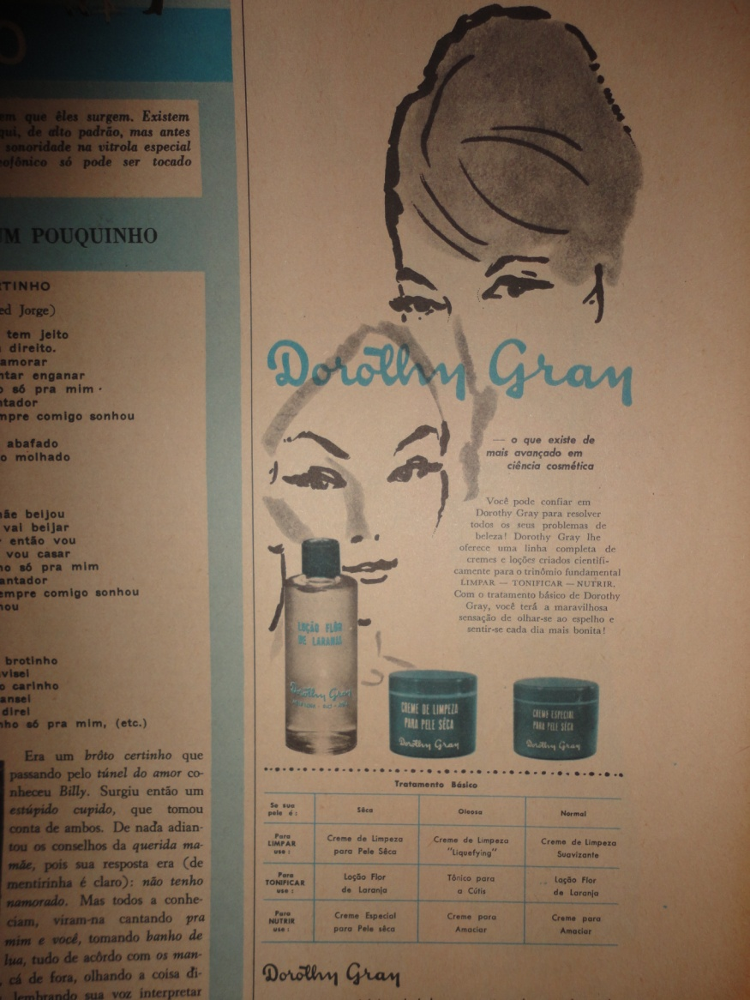 O
em que êles surgem. Existem
qui, de alto padrão, mas antes
sonoridade na vitrola especial
eofônico só pode ser tocado
UM POUQUINHO
RTINHO
ed Jorge)
tem jeito
direito.
amorar
ntar enganar
o só pra mim
ntador
mpre comigo sonhou
abafado
o molhado
mãe beijou
vai beijar
então vou
vou casar
ho só pra mim
antador
empre comigo sonhou
hou
brotinho
visei
o carinho
ansei
direi
nho só pra mim, (etc.)
Era um brôto certinho que
passando pelo túnel do amor co-
nheceu Billy. Surgiu então um
estúpido cupido, que tomou
conta de ambos. De nada adian-
tou os conselhos da querida ma-
mãe, pois sua resposta era (de
mentirinha é claro): não tenho
namorado. Mas todos a conhe-
ciam, viram-na cantando pra
mim e você, tomando banho de
lua, tudo de acôrdo com os man-
cá de fora, olhando a coisa di-
lembrando sua voz interpretar
Dorothy Gray
— o que existe de
mais avançado em
ciência cosmética
Você pode confiar em
Dorothy Gray para resolver
todos os seus problemas de
beleza! Dorothy Gray lhe
oferece uma linha completa de
cremes e loções criados cientifi-
camente para o trinômio fundamental
LIMPAR — TONIFICAR — NUTRIR.
Com o tratamento básico de Dorothy
Gray, você terá a maravilhosa
sensação de olhar-se ao espelho e
sentir-se cada dia mais bonita!
LOÇÃO FLÔR
DE LARANJA
Dorothy Gray
CREME DE LIMPEZA
PARA PELE SÊCA
Dorothy Gray
CREME ESPECIAL
PARA PELE SÊCA
Dorothy Gray
Tratamento Básico
Se sua
pele é: Sêca Oleosa Normal
Para
LIMPAR
use:
Creme de Limpeza
para Pele Sêca
Creme de Limpeza
"Liquefying"
Creme de Limpeza
Suavizante
Para
TONIFICAR
use:
Loção Flor
de Laranja
Tônico para
a Cútis
Loção Flor
de Laranja
Para
NUTRIR
use:
Creme Especial
para Pele sêca
Creme para
Amaciar
Creme para
Amaciar
Dorothy Gray